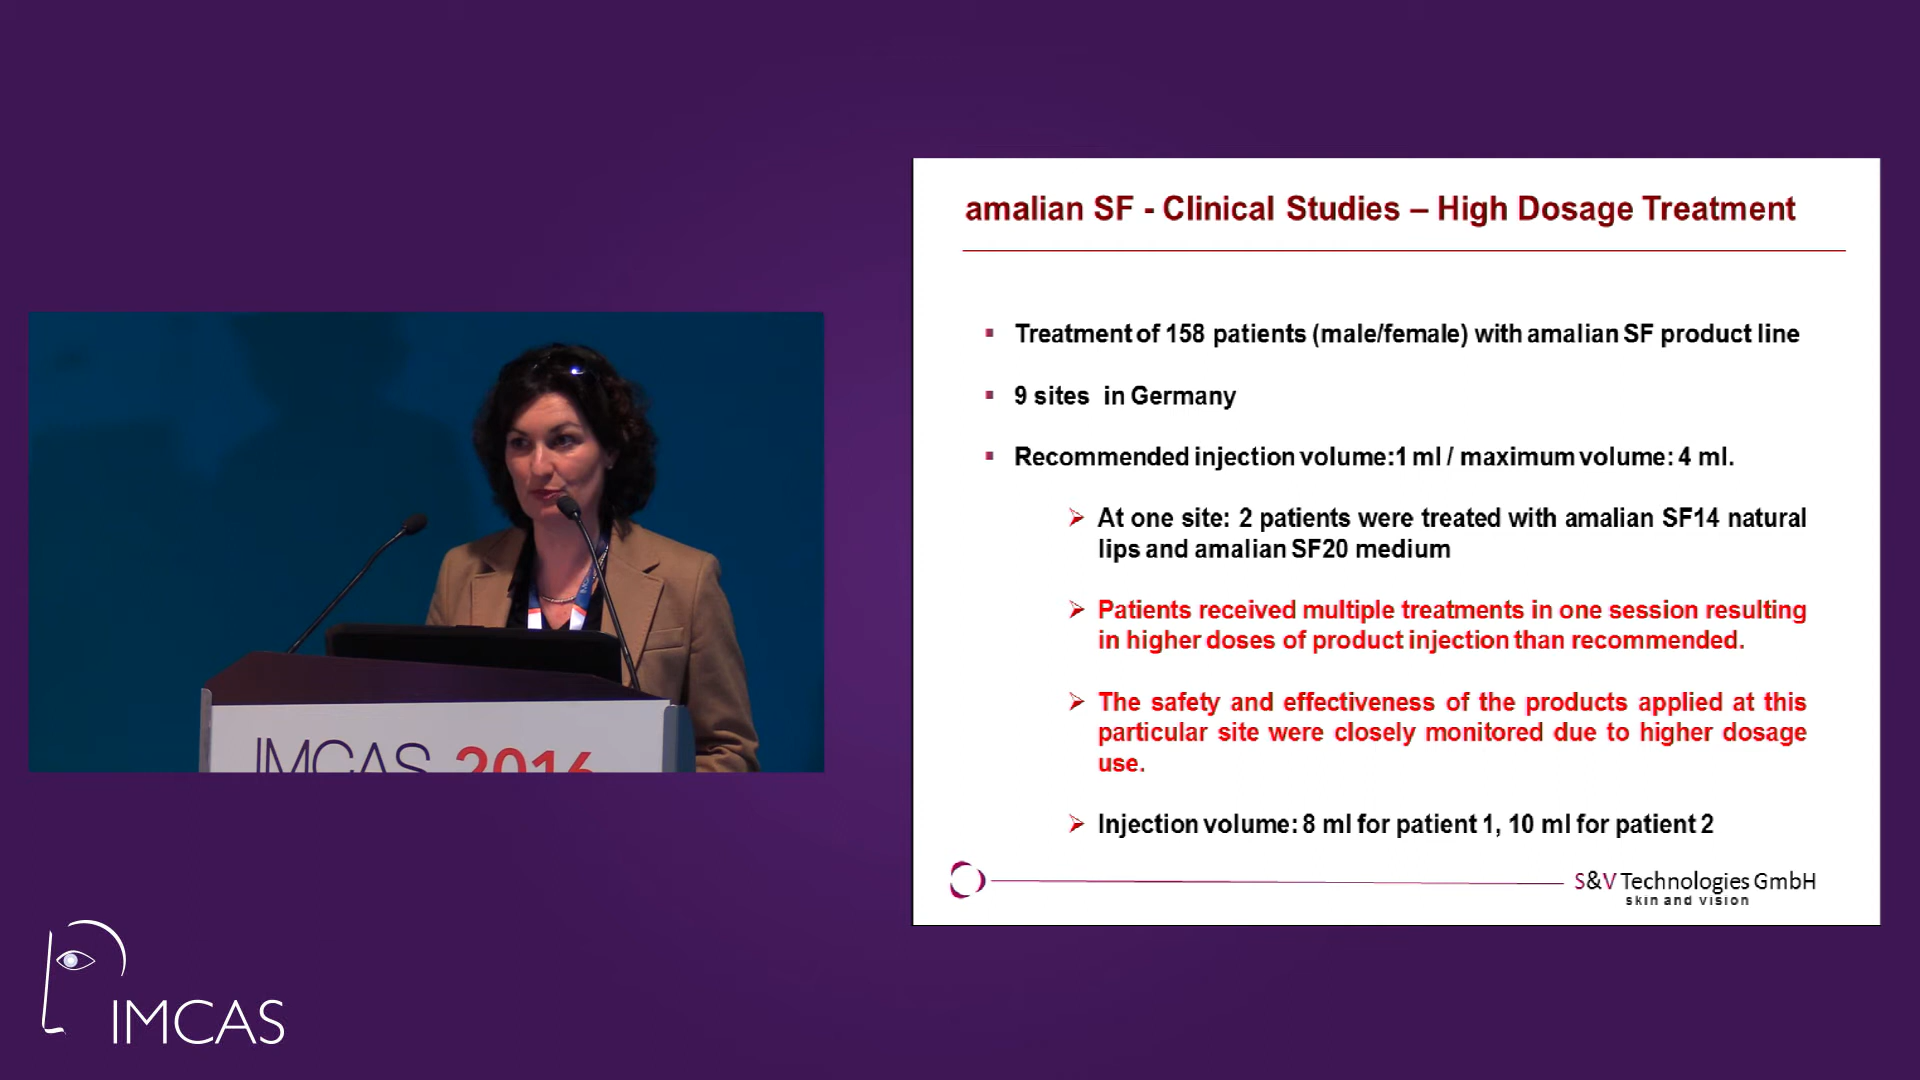 amalian SF - Clinical Studies – High Dosage Treatment
Treatment of 158 patients (male/female) with amalian SF product line
9 sites in Germany
Recommended injection volume:1 ml / maximum volume: 4 ml.
At one site: 2 patients were treated with amalian SF14 natural
lips and amalian SF20 medium
Patients received multiple treatments in one session resulting
in higher doses of product injection than recommended.
The safety and effectiveness of the products applied at this
particular site were closely monitored due to higher dosage
use.
Injection volume: 8 ml for patient 1, 10 ml for patient 2
S&V Technologies GmbH
skin and vision
IMCAS 2016
IMCAS